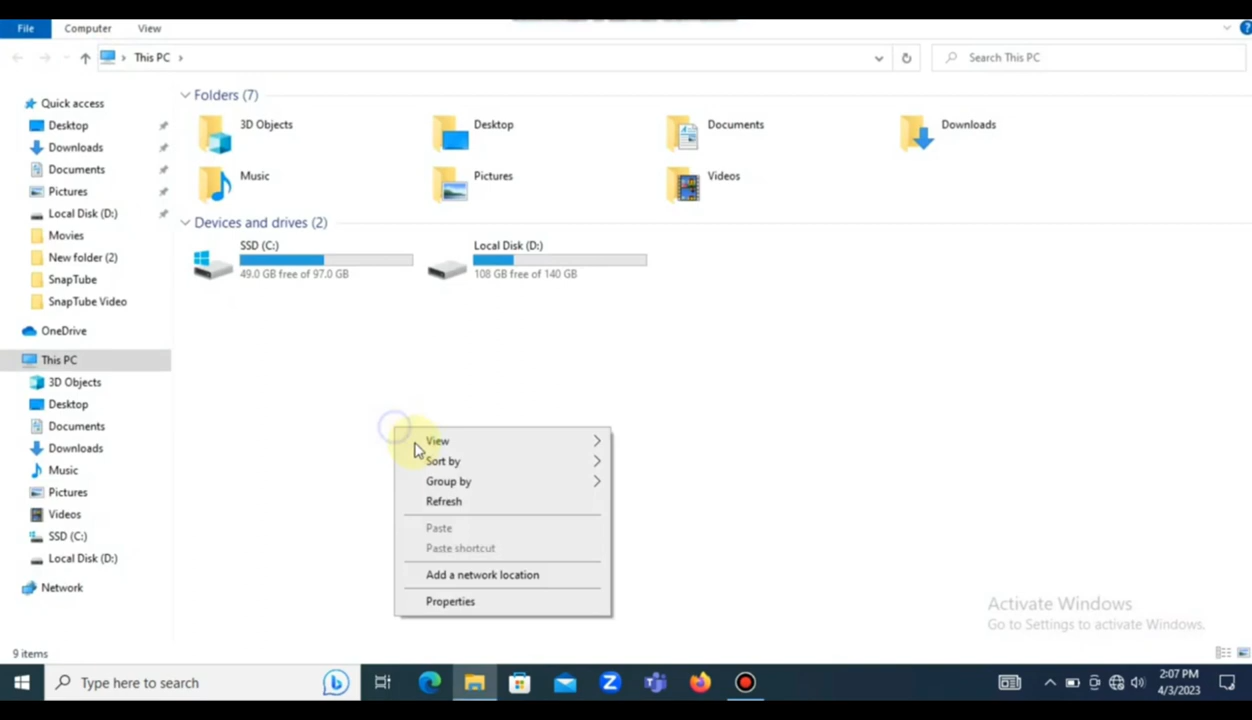 File Computer View
This PC
Search This PC
Quick access
Desktop
Downloads
Documents
Pictures
Local Disk (D:)
Movies
New folder (2)
SnapTube
SnapTube Video
OneDrive
This PC
3D Objects
Desktop
Documents
Downloads
Music
Pictures
Videos
SSD (C:)
Local Disk (D:)
Network
Folders (7)
3D Objects
Desktop
Documents
Downloads
Music
Pictures
Videos
Devices and drives (2)
SSD (C:)
49.0 GB free of 97.0 GB
Local Disk (D:)
108 GB free of 140 GB
View
Sort by
Group by
Refresh
Paste
Paste shortcut
Add a network location
Properties
Activate Windows
Go to Settings to activate Windows.
9 items
Type here to search
2:07 PM
4/3/2023